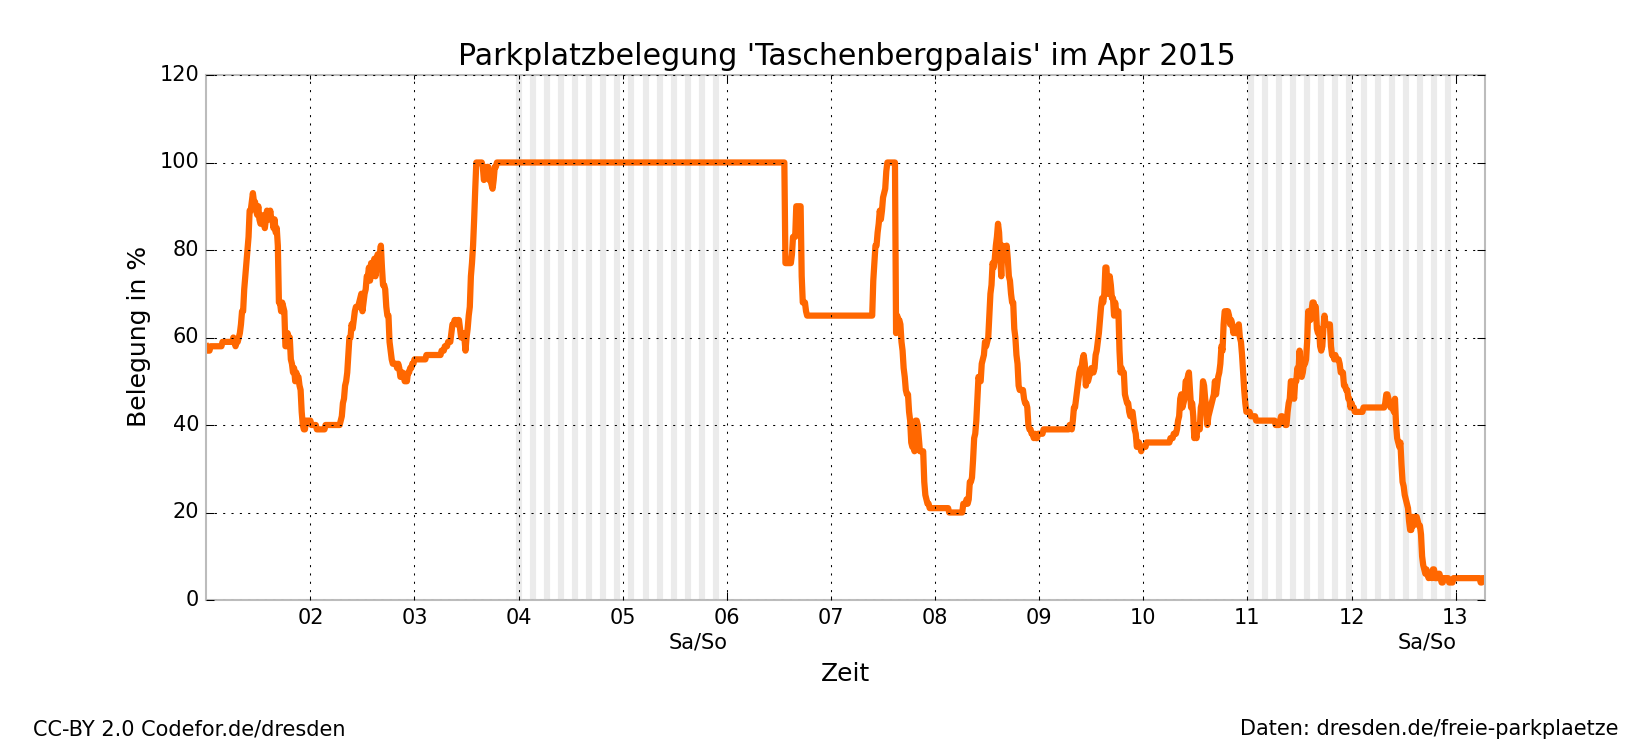 Parkplatzbelegung 'Taschenbergpalais' im Apr 2015
120
100
80
60
40
20
0
Belegung in %
02 03 04 05 06 07 08 09 10 11 12 13
Sa/So Sa/So
Zeit
CC-BY 2.0 Codefor.de/dresden
Daten: dresden.de/freie-parkplaetze